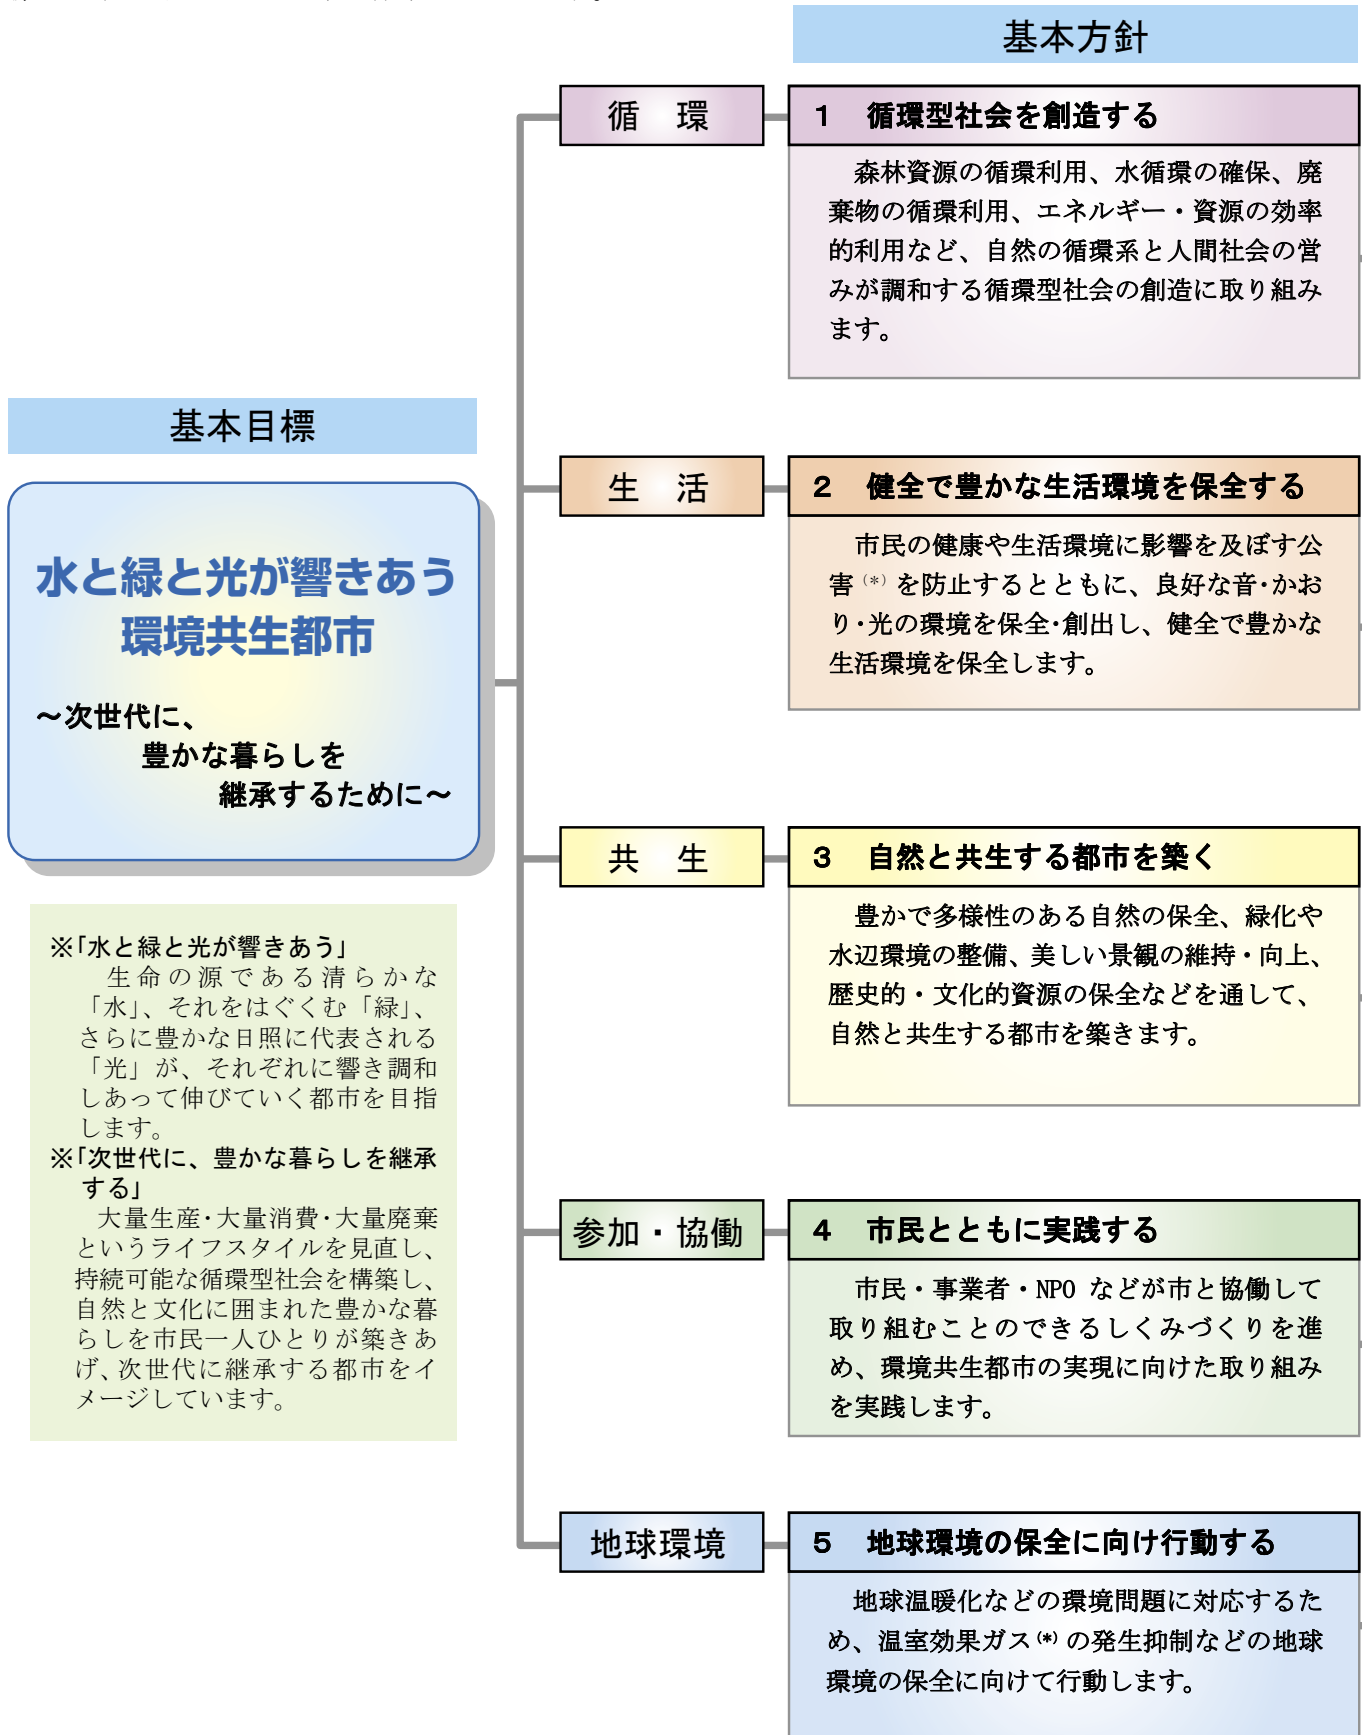 基本方針
循　環
1　循環型社会を創造する
森林資源の循環利用、水循環の確保、廃
棄物の循環利用、エネルギー・資源の効率
的利用など、自然の循環系と人間社会の営
みが調和する循環型社会の創造に取り組み
ます。
基本目標
水と緑と光が響きあう
環境共生都市
～次世代に、
豊かな暮らしを
継承するために～
※「水と緑と光が響きあう」
生命の源である清らかな
「水」、それをはぐくむ「緑」、
さらに豊かな日照に代表される
「光」が、それぞれに響き調和
しあって伸びていく都市を目指
します。
※「次世代に、豊かな暮らしを継承
する」
大量生産・大量消費・大量廃棄
というライフスタイルを見直し、
持続可能な循環型社会を構築し、
自然と文化に囲まれた豊かな暮
らしを市民一人ひとりが築きあ
げ、次世代に継承する都市をイ
メージしています。
生　活
2　健全で豊かな生活環境を保全する
市民の健康や生活環境に影響を及ぼす公
害(*)を防止するとともに、良好な音・かお
り・光の環境を保全・創出し、健全で豊かな
生活環境を保全します。
共　生
3　自然と共生する都市を築く
豊かで多様性のある自然の保全、緑化や
水辺環境の整備、美しい景観の維持・向上、
歴史的・文化的資源の保全などを通して、
自然と共生する都市を築きます。
参加・協働
4　市民とともに実践する
市民・事業者・NPO などが市と協働して
取り組むことのできるしくみづくりを進
め、環境共生都市の実現に向けた取り組み
を実践します。
地球環境
5　地球環境の保全に向け行動する
地球温暖化などの環境問題に対応するた
め、温室効果ガス(*)の発生抑制などの地球
環境の保全に向けて行動します。